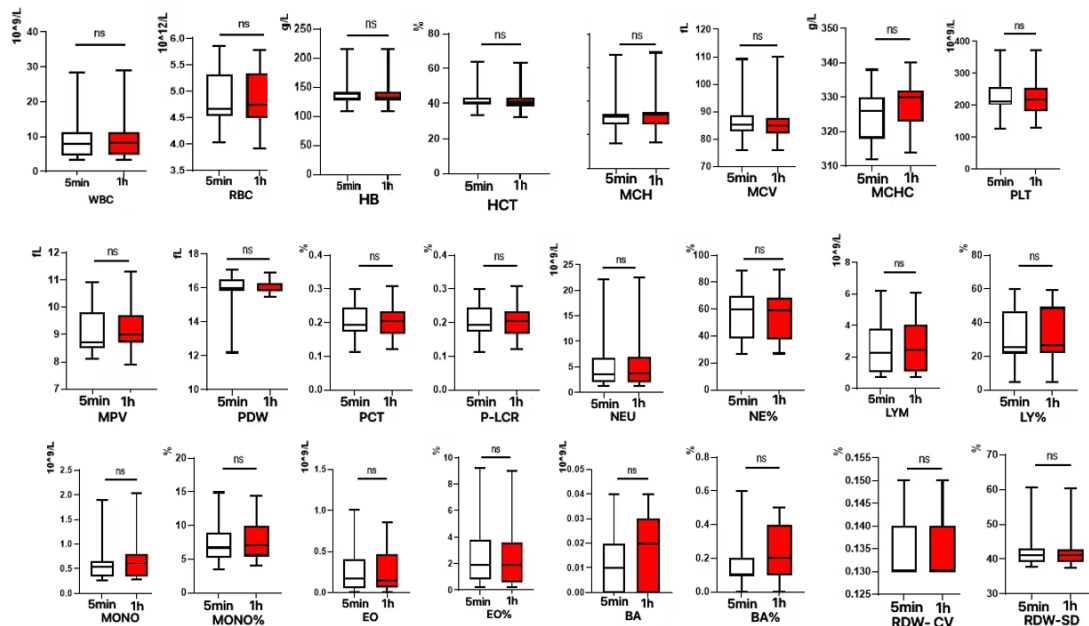 10^9/L
ns
40
30
20
10
0
5min 1h
WBC
10^12/L
ns
6.0
5.5
5.0
4.5
4.0
3.5
5min 1h
RBC
g/L
ns
250
200
150
100
50
0
5min 1h
HB
%
ns
80
60
40
20
0
5min 1h
HCT
ns
5min 1h
MCH
fL
ns
120
110
100
90
80
70
5min 1h
MCV
g/L
ns
340
330
320
310
5min 1h
MCHC
10^9/L
ns
400
300
200
100
0
5min 1h
PLT
fL
ns
12
11
10
9
8
7
5min 1h
MPV
fL
ns
18
16
14
12
10
5min 1h
PDW
%
ns
0.4
0.3
0.2
0.1
0.0
5min 1h
PCT
%
ns
0.4
0.3
0.2
0.1
0.0
5min 1h
P-LCR
10^9/L
ns
25
20
15
10
5
0
5min 1h
NEU
%
ns
100
80
60
40
20
0
5min 1h
NE%
10^9/L
ns
8
6
4
2
0
5min 1h
LYM
%
ns
80
60
40
20
0
5min 1h
LY%
10^9/L
ns
2.5
2.0
1.5
1.0
0.5
0.0
5min 1h
MONO
%
ns
20
15
10
5
0
5min 1h
MONO%
10^9/L
ns
1.5
1.0
0.5
0.0
5min 1h
EO
%
ns
10
8
6
4
2
0
5min 1h
EO%
10^9/L
ns
0.05
0.04
0.03
0.02
0.01
0.00
5min 1h
BA
%
ns
0.8
0.6
0.4
0.2
0.0
5min 1h
BA%
%
ns
0.155
0.150
0.145
0.140
0.135
0.130
0.125
5min 1h
RDW- CV
%
ns
70
60
50
40
30
5min 1h
RDW-SD